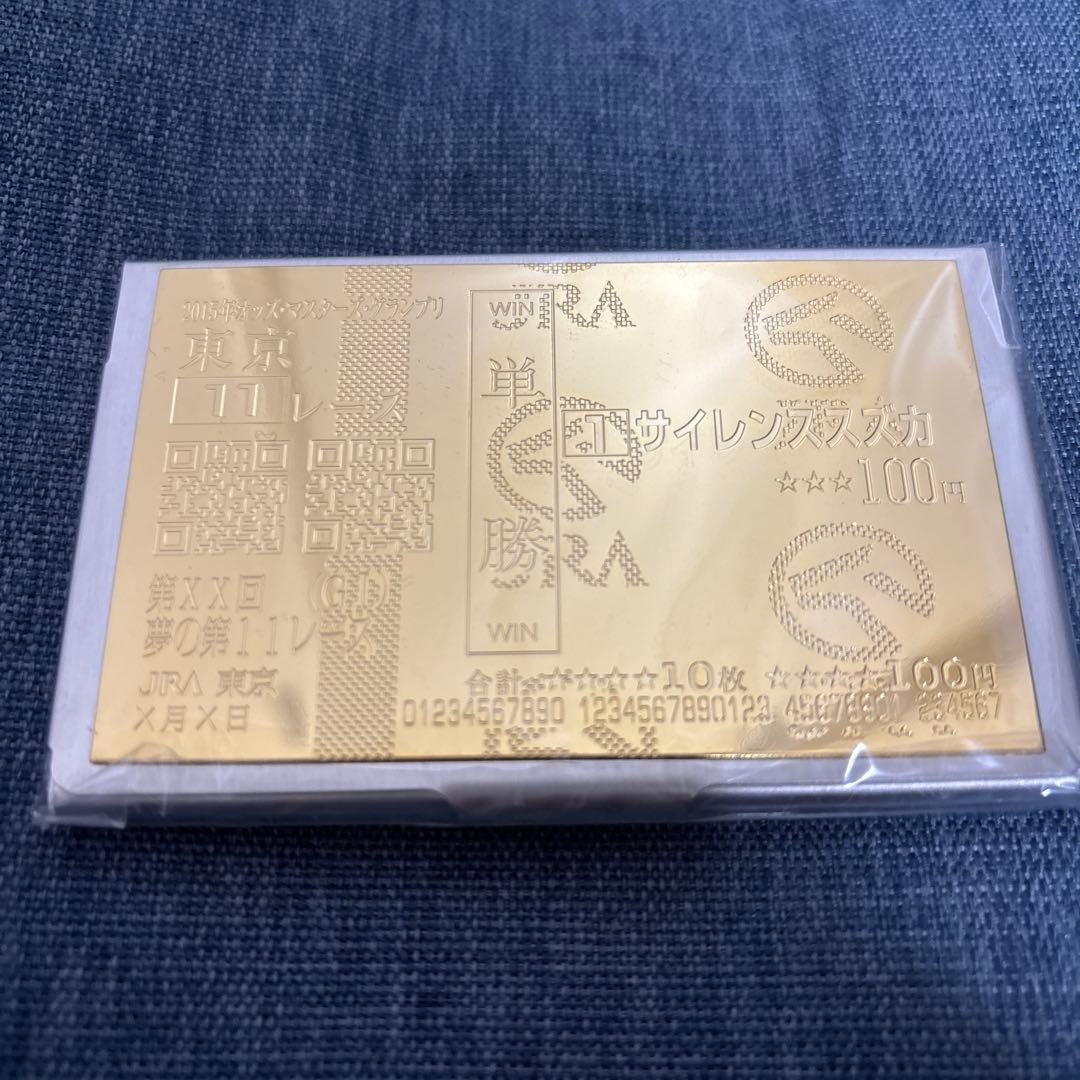 2015年オッズ・マスターズ・グランプリ
東京
11レース
第XX回 (GI)
夢の第11レース
JRA 東京
X月X日
WIN
単勝
WIN
JRA
JRA
1サイレンススズカ
☆☆☆100円
合計☆☆☆☆☆10枚 ☆☆☆☆☆100円
01234567890 1234567890123 45678901 234567